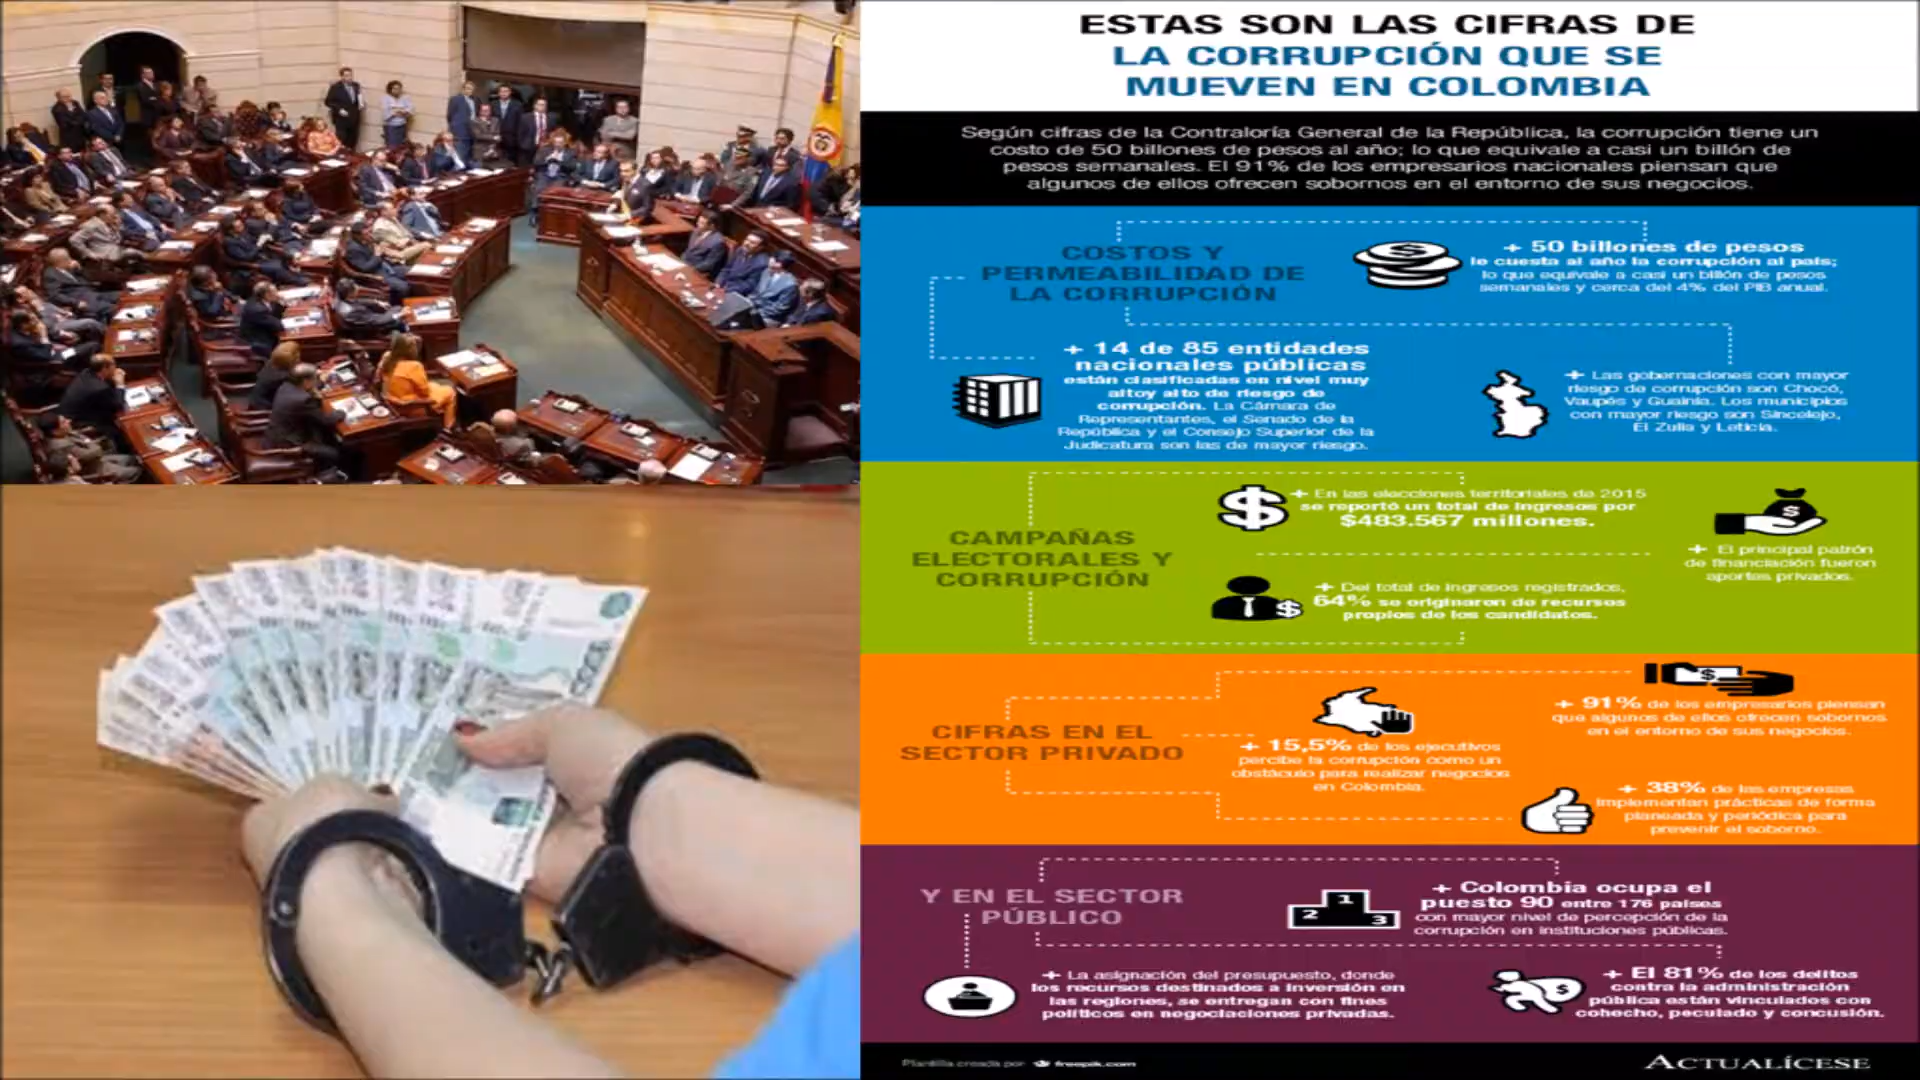 ESTAS SON LAS CIFRAS DE
LA CORRUPCIÓN QUE SE
MUEVEN EN COLOMBIA
Según cifras de la Contraloría General de la República, la corrupción tiene un
costo de 50 billones de pesos al año; lo que equivale a casi un billón de
pesos semanales. El 91% de los empresarios nacionales piensan que
algunos de ellos ofrecen sobornos en el entorno de sus negocios.
COSTOS Y
PERMEABILIDAD DE
LA CORRUPCIÓN
+ 50 billones de pesos
le cuesta al año la corrupción al país;
lo que equivale a casi un billón de pesos
semanales y cerca del 4% del PIB anual.
+ 14 de 85 entidades
nacionales públicas
están clasificadas en nivel muy
altoy alto de riesgo de
corrupción. La Cámara de
Representantes, el Senado de la
República y el Consejo Superior de la
Judicatura son las de mayor riesgo.
+ Las gobernaciones con mayor
riesgo de corrupción son Chocó,
Vaupés y Guainía. Los municipios
con mayor riesgo son Sincelejo,
El Zulia y Leticia.
CAMPAÑAS
ELECTORALES Y
CORRUPCIÓN
+ En las elecciones territoriales de 2015
se reportó un total de ingresos por
$483.567 millones.
+ El principal patrón
de financiación fueron
aportes privados.
+ Del total de ingresos registrados,
64% se originaron de recursos
propios de los candidatos.
CIFRAS EN EL
SECTOR PRIVADO
+ 91% de los empresarios piensan
que algunos de ellos ofrecen sobornos
en el entorno de sus negocios.
+ 15,5% de los ejecutivos
percibe la corrupción como un
obstáculo para realizar negocios
en Colombia.
+ 38% de las empresas
implementan prácticas de forma
planeada y periódica para
prevenir el soborno.
Y EN EL SECTOR
PÚBLICO
1
2
3
+ Colombia ocupa el
puesto 90 entre 176 países
con mayor nivel de percepción de la
corrupción en instituciones públicas.
+ La asignación del presupuesto, donde
los recursos destinados a inversión en
las regiones, se entregan con fines
políticos en negociaciones privadas.
+ El 81% de los delitos
contra la administración
pública están vinculados con
cohecho, peculado y concusión.
Plantilla creada por freepik.com
ACTUALÍCESE